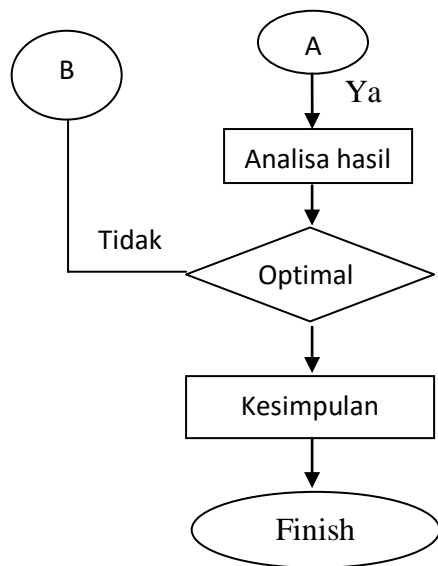 A
B
Ya
Analisa hasil
Tidak
Optimal
Kesimpulan
Finish